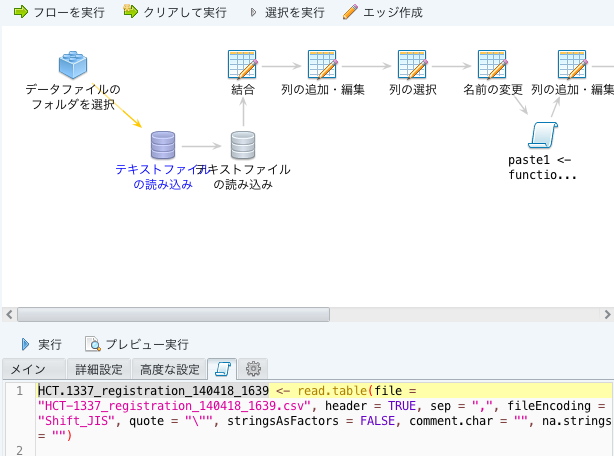 フローを実行 クリアして実行 選択を実行 エッジ作成
データファイルの
フォルダを選択
結合 列の追加・編集 列の選択 名前の変更 列の追加・編集
テキストファイル テキストファイル
の読み込み の読み込み
paste1 <-
functio...
実行 プレビュー実行
メイン 詳細設定 高度な設定
1 HCT.1337_registration_140418_1639 <- read.table(file =
"HCT-1337_registration_140418_1639.csv", header = TRUE, sep = ",", fileEncoding =
"Shift_JIS", quote = "\"", stringsAsFactors = FALSE, comment.char = "", na.strings
= "")
2